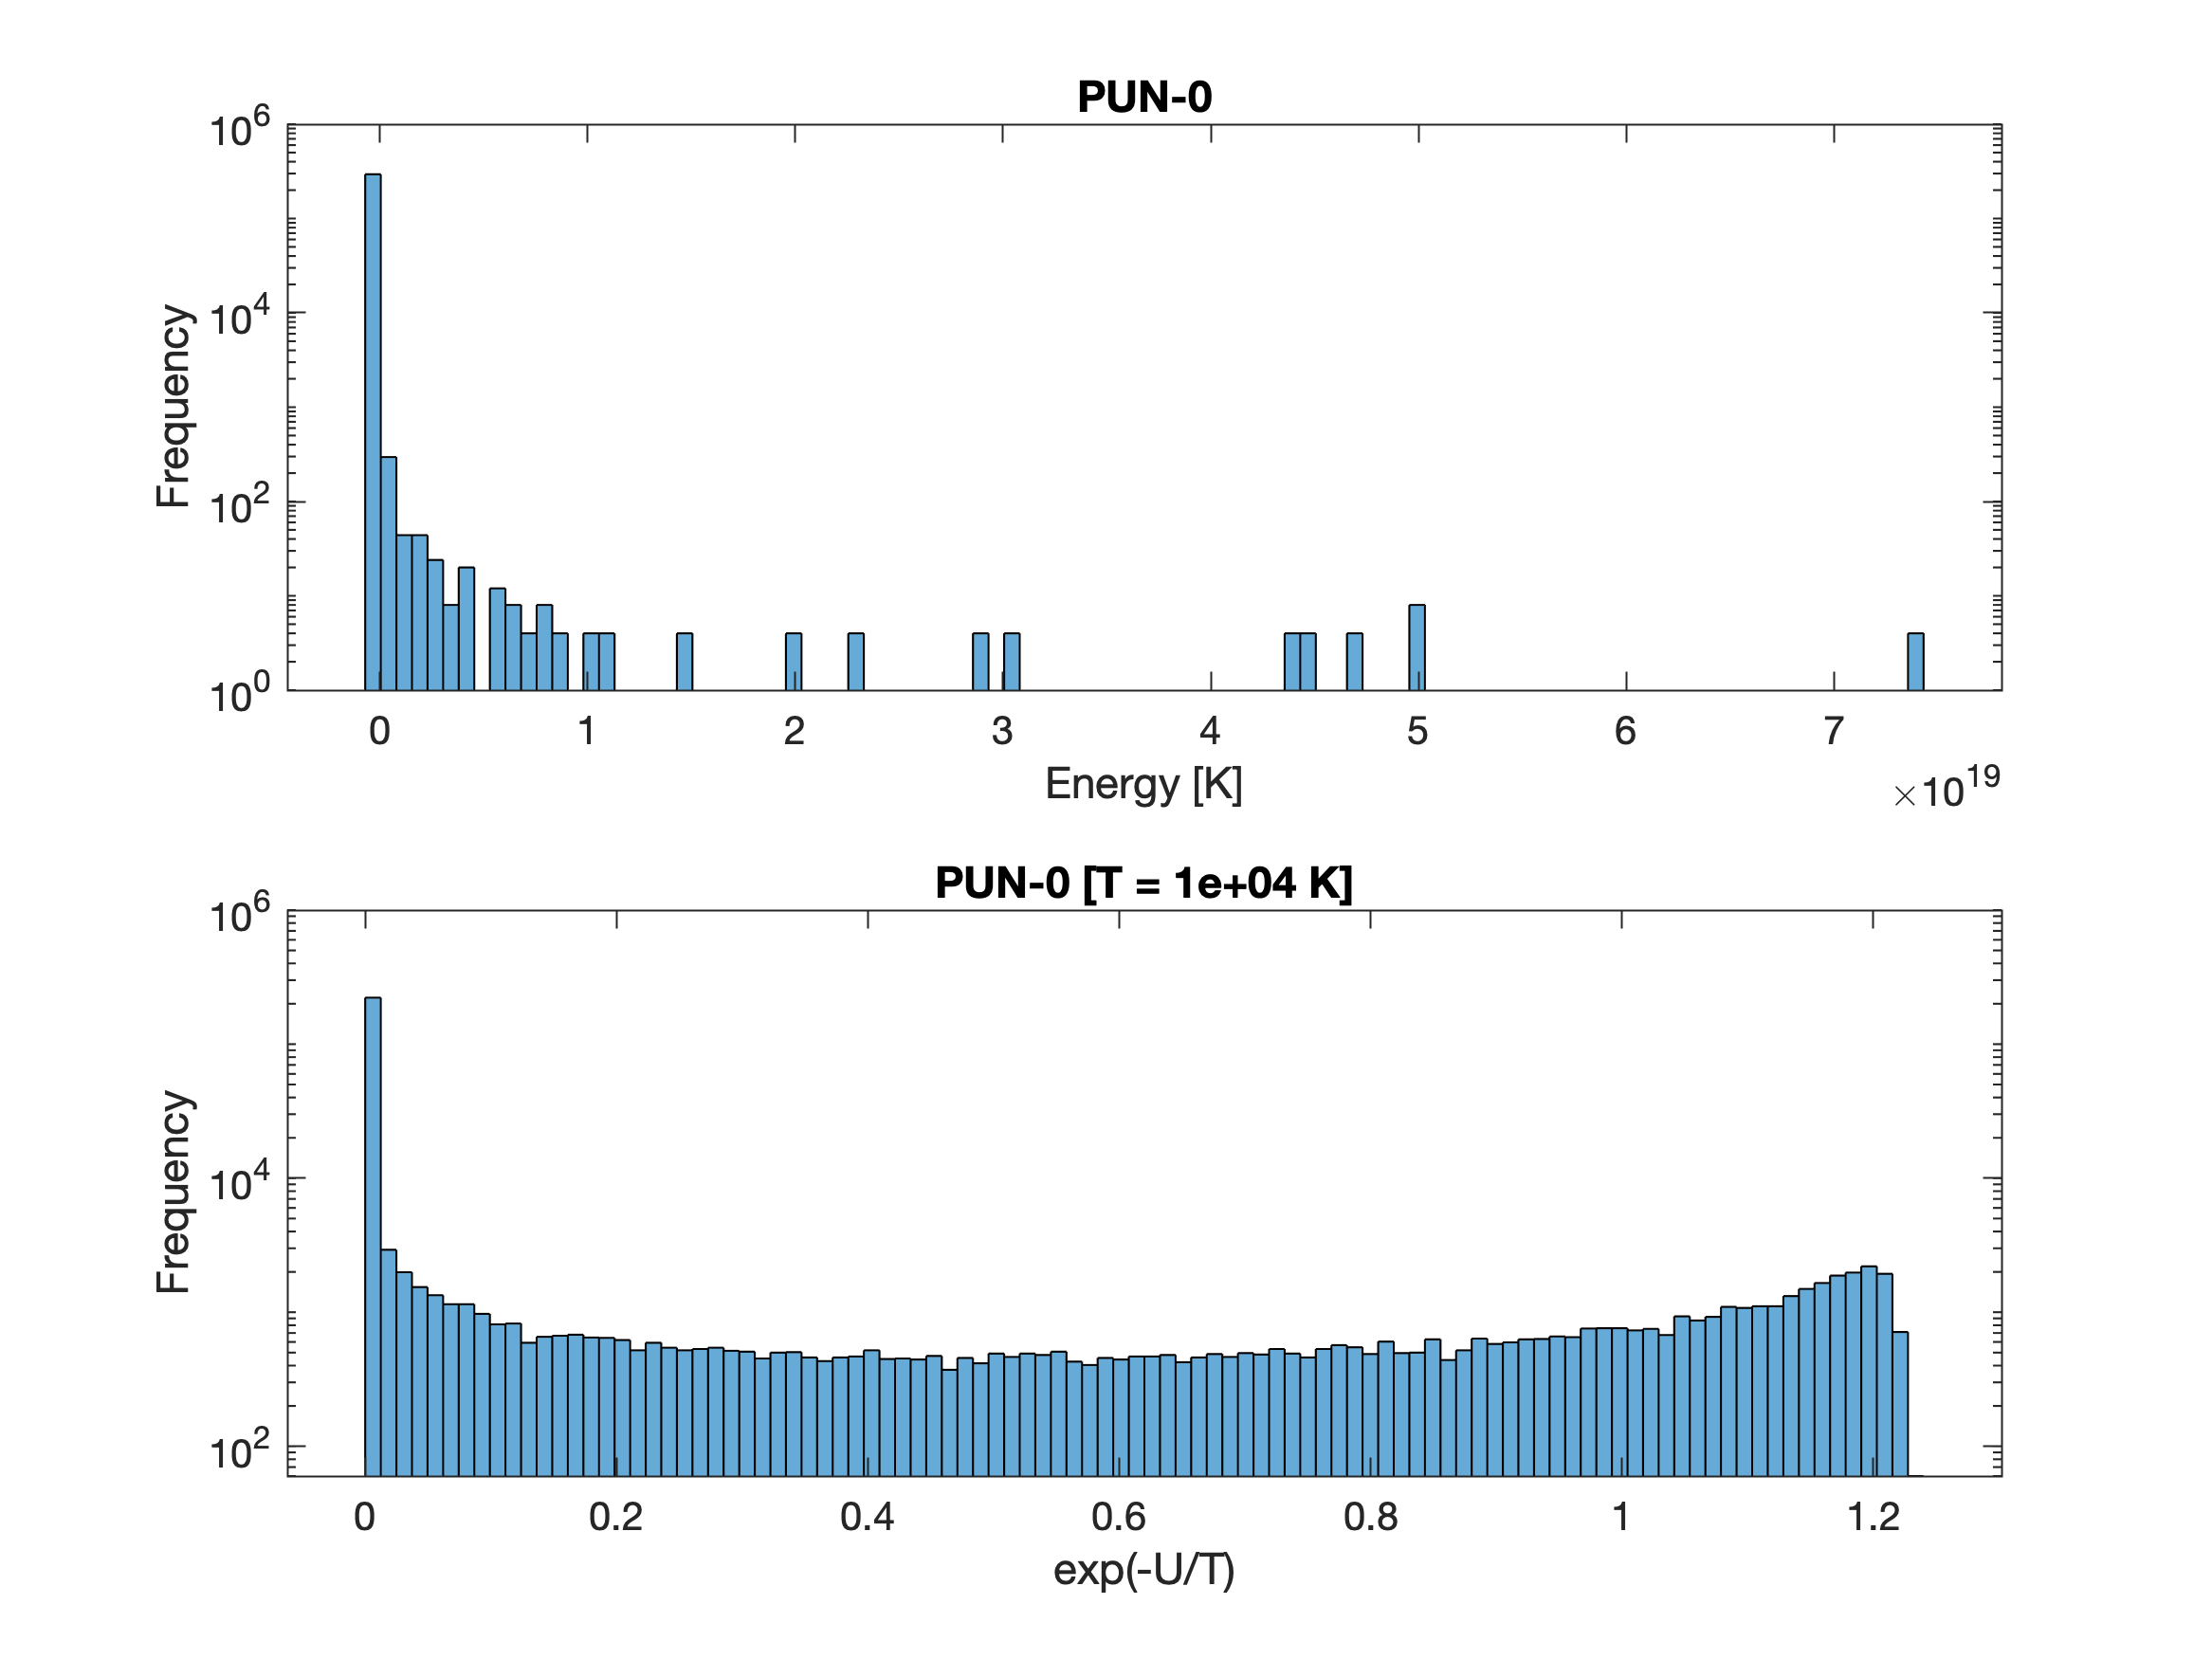 PUN-0
10^6
10^4
10^2
10^0
Frequency
0 1 2 3 4 5 6 7
Energy [K]
×10^19
PUN-0 [T = 1e+04 K]
10^6
10^4
10^2
Frequency
0 0.2 0.4 0.6 0.8 1 1.2
exp(-U/T)